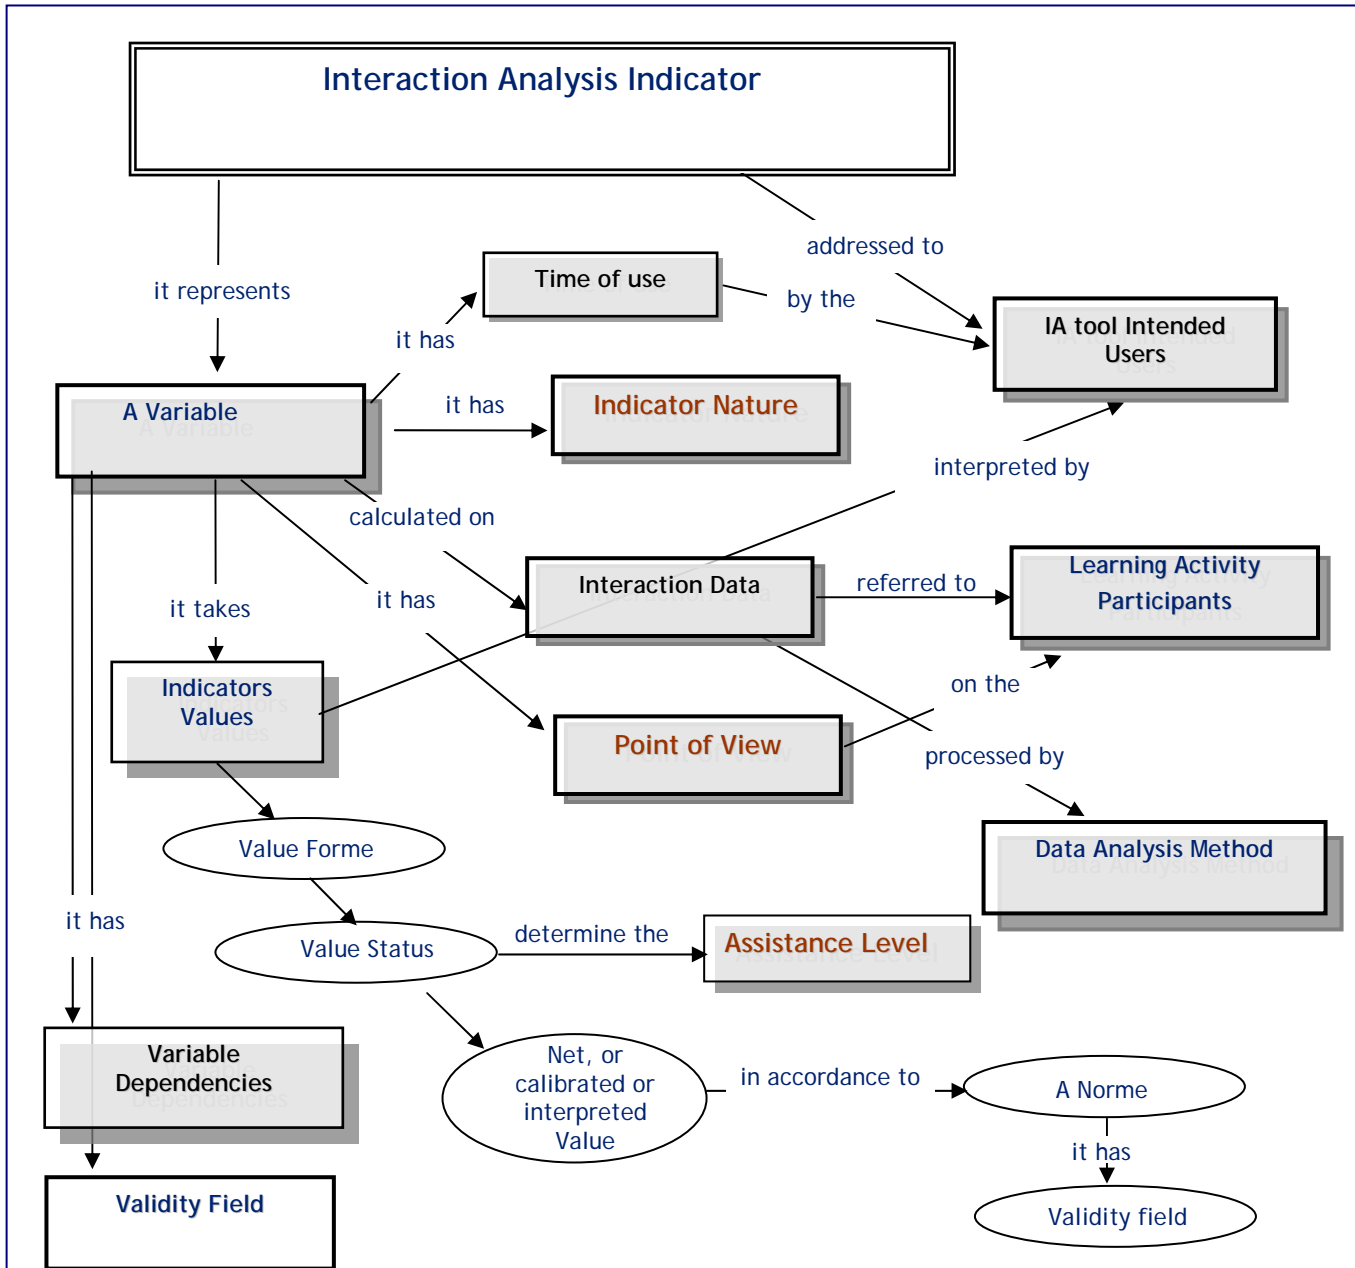 Interaction Analysis Indicator
addressed to
Time of use
it represents
by the
IA tool Intended
Users
it has
A Variable
it has
Indicator Nature
interpreted by
calculated on
Interaction Data
referred to
Learning Activity
Participants
it takes
it has
Indicators
Values
on the
Point of View
processed by
Value Forme
Data Analysis Method
it has
Value Status
determine the
Assistance Level
Variable
Dependencies
Net, or
calibrated or
interpreted
Value
in accordance to
A Norme
it has
Validity Field
Validity field